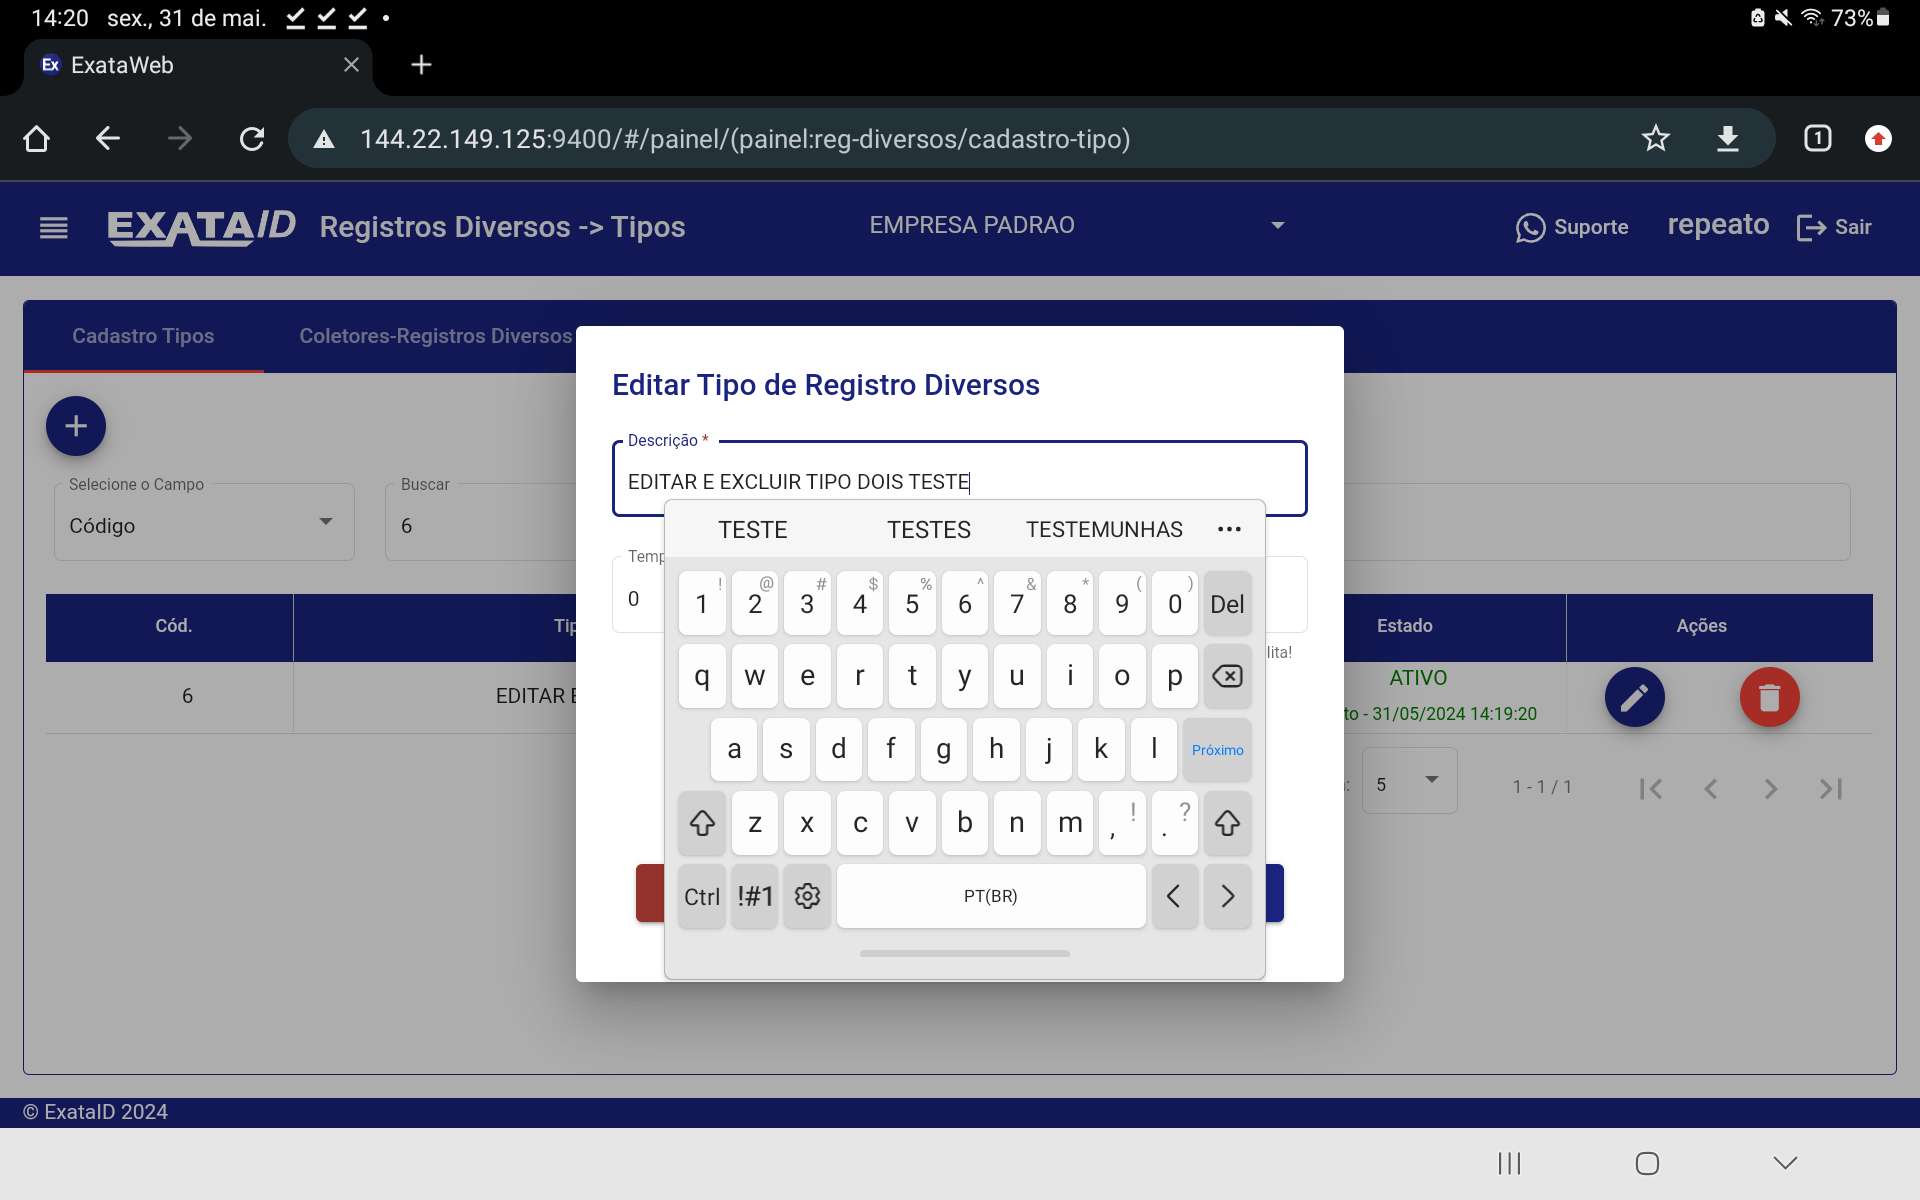 14:20 sex., 31 de mai.
73%
Ex ExataWeb
144.22.149.125:9400/#/painel/(painel:reg-diversos/cadastro-tipo)
1
EXATAID Registros Diversos -> Tipos
EMPRESA PADRAO
Suporte
repeato
Sair
Cadastro Tipos
Coletores-Registros Diversos
Editar Tipo de Registro Diversos
Descrição *
EDITAR E EXCLUIR TIPO DOIS TESTE
Selecione o Campo
Código
Buscar
6
TESTE TESTES TESTEMUNHAS
0
! @ # $ % ^ & * ( )
1 2 3 4 5 6 7 8 9 0 Del
q w e r t y u i o p
a s d f g h j k l Próximo
z x c v b n m , ! . ?
Ctrl !#1 PT(BR)
Cód.
Estado
Ações
6
EDITAR
ATIVO
31/05/2024 14:19:20
5
1 - 1 / 1
© ExataID 2024